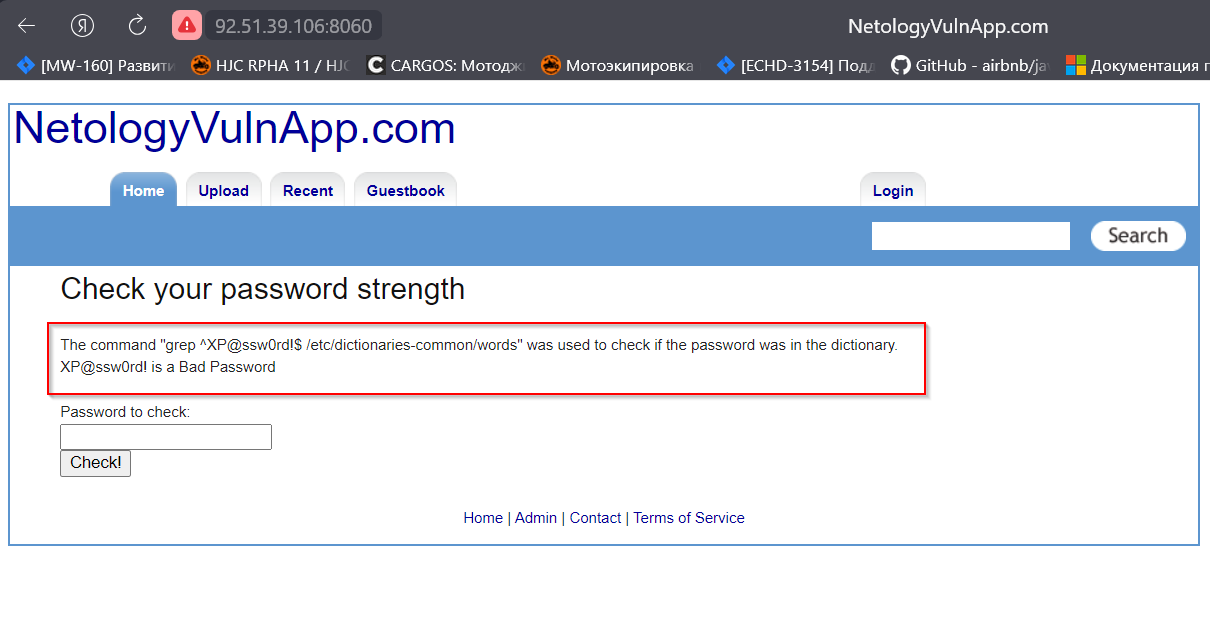 92.51.39.106:8060 NetologyVulnApp.com
[MW-160] Развити HJC RPHA 11 / HJC CARGOS: Мотодж Мотоэкипировка [ECHD-3154] Подд GitHub - airbnb/ja Документация п
NetologyVulnApp.com
Home Upload Recent Guestbook Login
Search
Check your password strength
The command "grep ^XP@ssw0rd!$ /etc/dictionaries-common/words" was used to check if the password was in the dictionary.
XP@ssw0rd! is a Bad Password
Password to check:
Check!
Home | Admin | Contact | Terms of Service